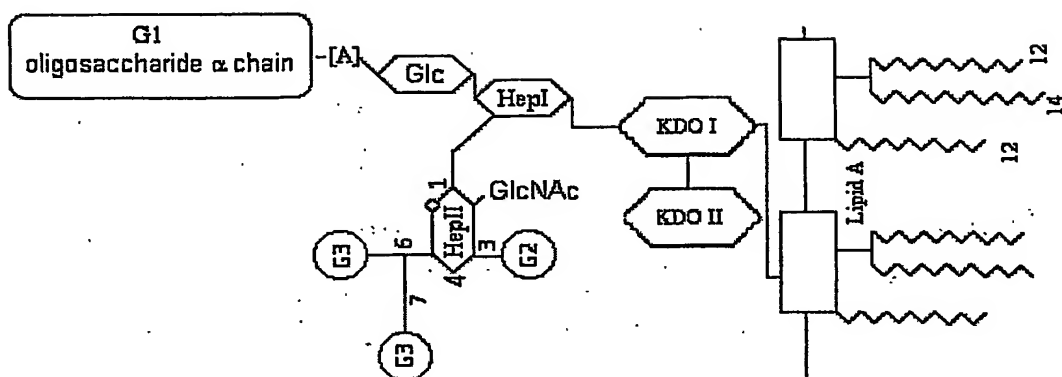 G1
oligosaccharide α chain
-[A]
Glc
HepI
KDO I
KDO II
1
GlcNAc
HepII
6
3
4
7
G3
G2
G3
Lipid A
12
14
12